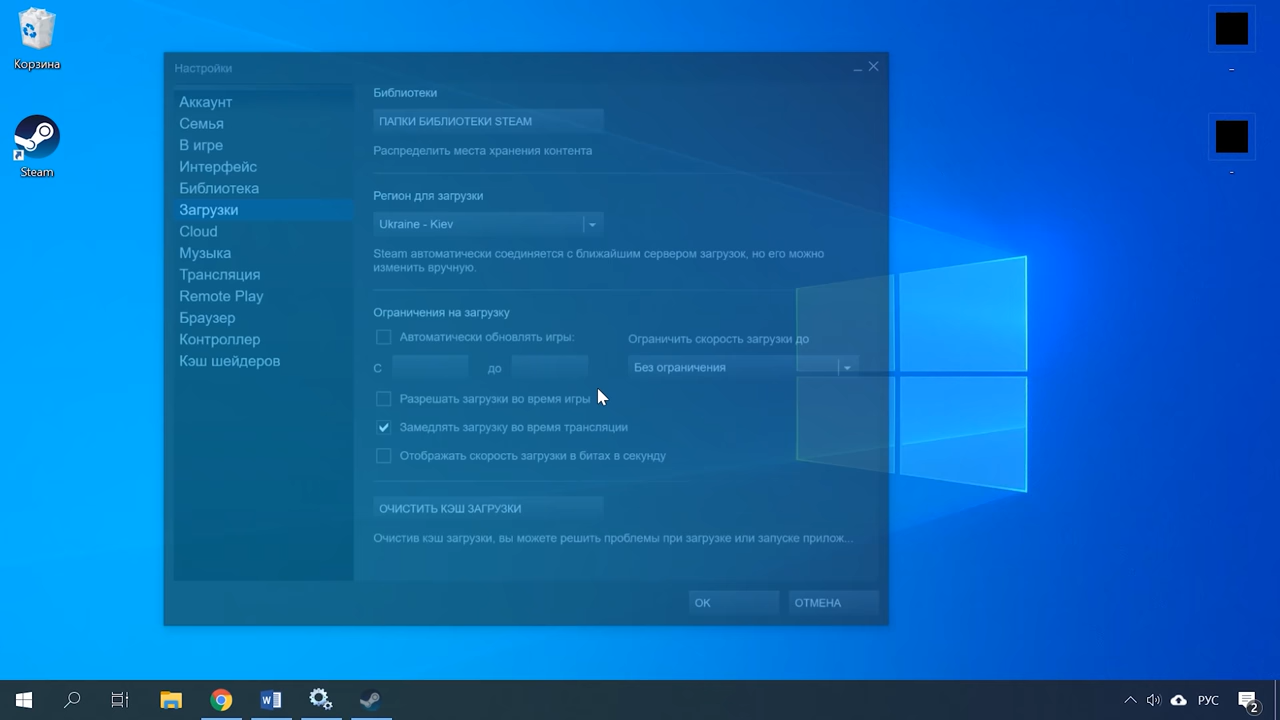 Корзина
Steam
-
-
Настройки
Аккаунт
Семья
В игре
Интерфейс
Библиотека
Загрузки
Cloud
Музыка
Трансляция
Remote Play
Браузер
Контроллер
Кэш шейдеров
Библиотеки
ПАПКИ БИБЛИОТЕКИ STEAM
Распределить места хранения контента
Регион для загрузки
Ukraine - Kiev
Steam автоматически соединяется с ближайшим сервером загрузок, но его можно
изменить вручную.
Ограничения на загрузку
Автоматически обновлять игры:
С до
Ограничить скорость загрузки до
Без ограничения
Разрешать загрузки во время игры
Замедлять загрузку во время трансляции
Отображать скорость загрузки в битах в секунду
ОЧИСТИТЬ КЭШ ЗАГРУЗКИ
Очистив кэш загрузки, вы можете решить проблемы при загрузке или запуске прилож...
OK ОТМЕНА
РУС
2